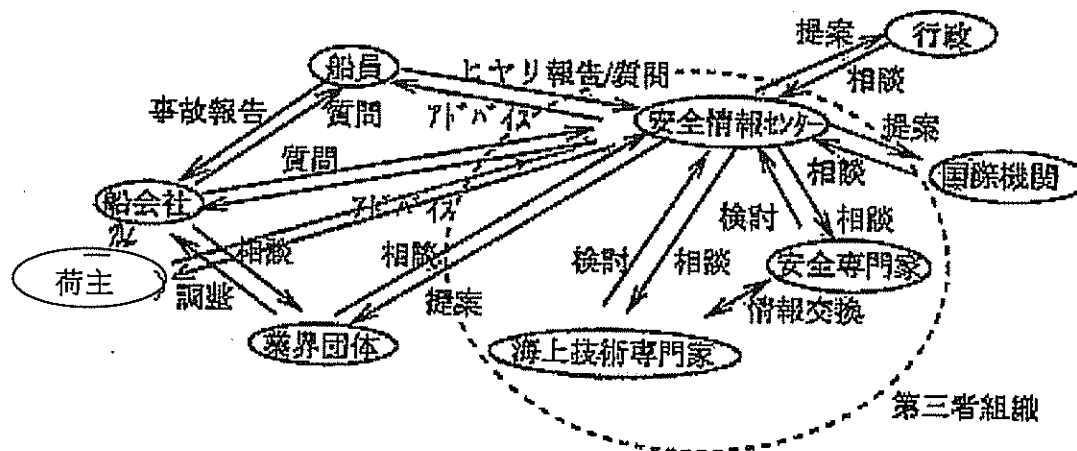 提案
行政
船員
ヒヤリ報告/質問
相談
事故報告
質問
アドバイス
安全情報センター
提案
質問
相談
国際機関
船会社
アドバイス
検討
相談
荷主
相談
相談
検討
相談
安全専門家
調整
提案
情報交換
業界団体
海上技術専門家
第三者組織